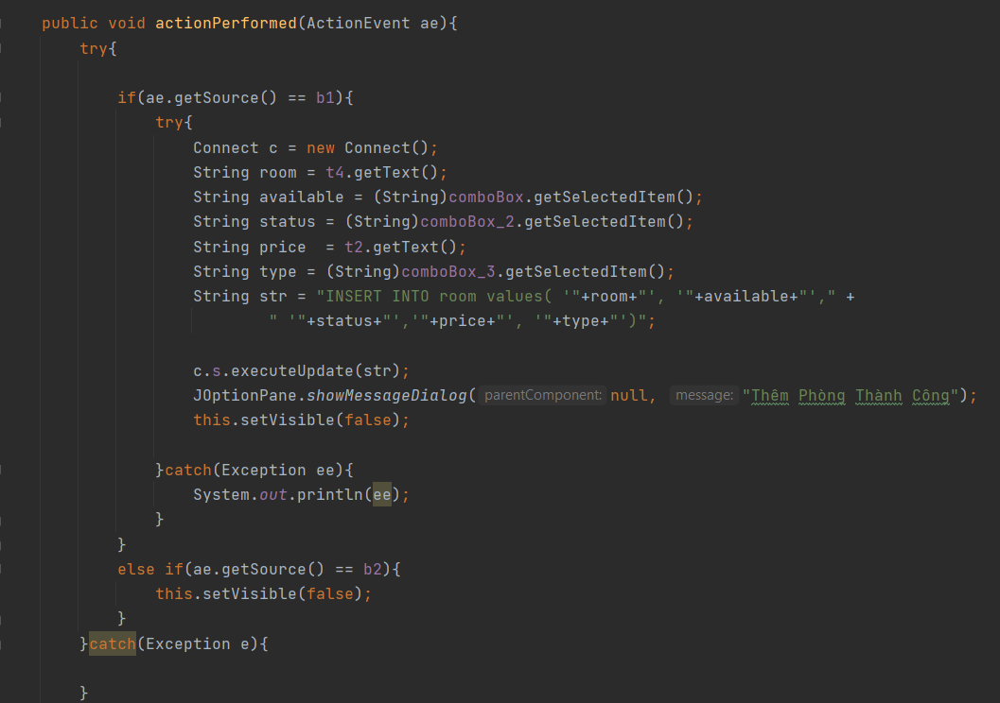 public void actionPerformed(ActionEvent ae){
try{
if(ae.getSource() == b1){
try{
Connect c = new Connect();
String room = t4.getText();
String available = (String)comboBox.getSelectedItem();
String status = (String)comboBox_2.getSelectedItem();
String price  = t2.getText();
String type = (String)comboBox_3.getSelectedItem();
String str = "INSERT INTO room values( '"+room+"', '"+available+"'," +
" '"+status+"','"+price+"', '"+type+"')";
c.s.executeUpdate(str);
JOptionPane.showMessageDialog( parentComponent: null, message: "Thêm Phòng Thành Công");
this.setVisible(false);
}catch(Exception ee){
System.out.println(ee);
}
}
else if(ae.getSource() == b2){
this.setVisible(false);
}
}catch(Exception e){
}